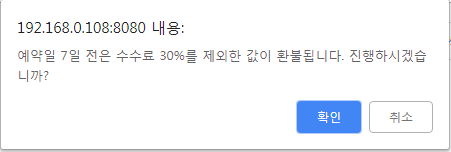 192.168.0.108:8080 내용:
예약일 7일 전은 수수료 30%를 제외한 값이 환불됩니다. 진행하시겠습
니까?
확인 취소